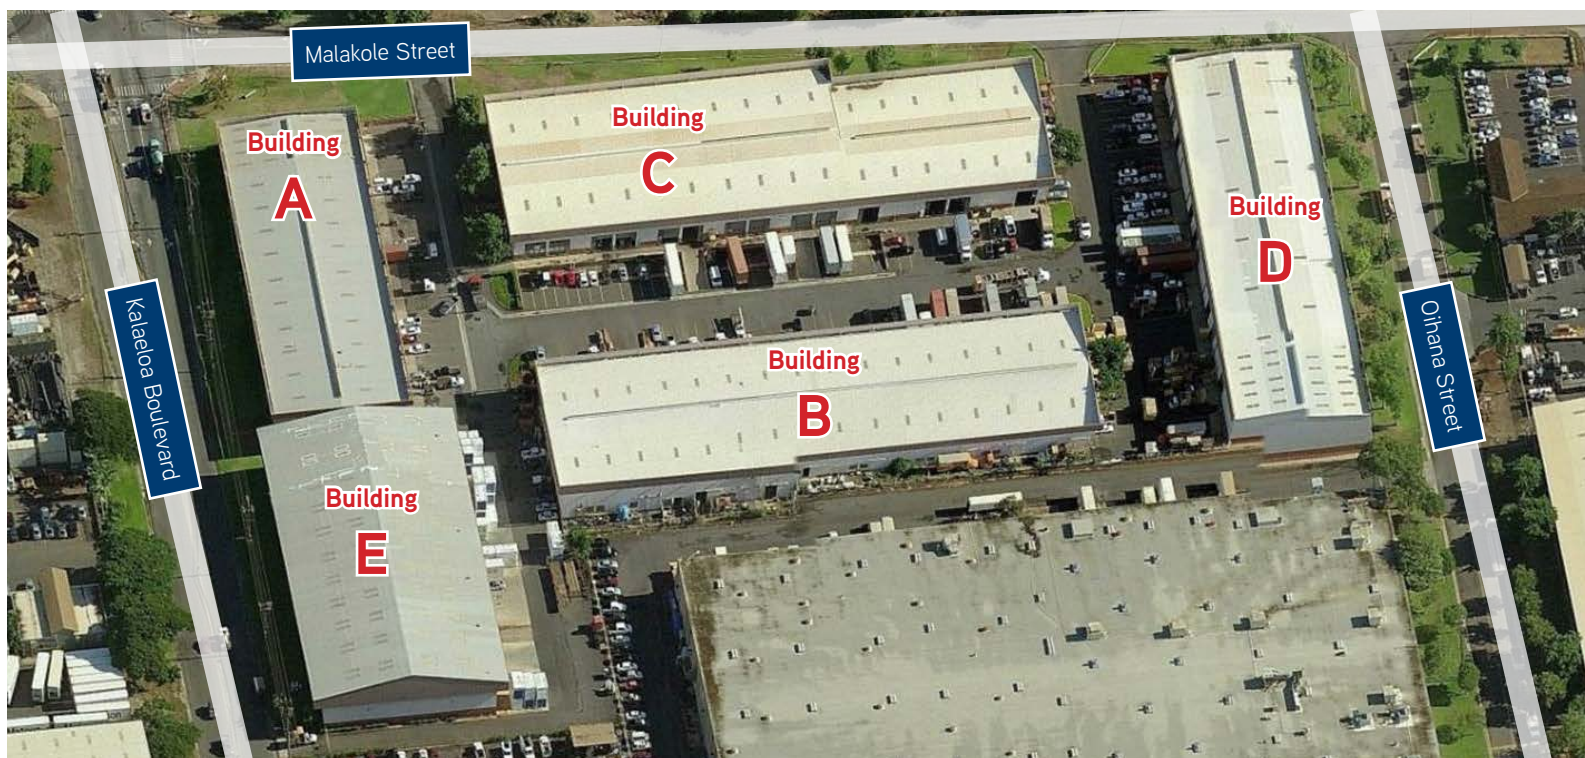 Malakole Street
Building
A
Building
C
Building
D
Kalaeloa Boulevard
Oihana Street
Building
B
Building
E